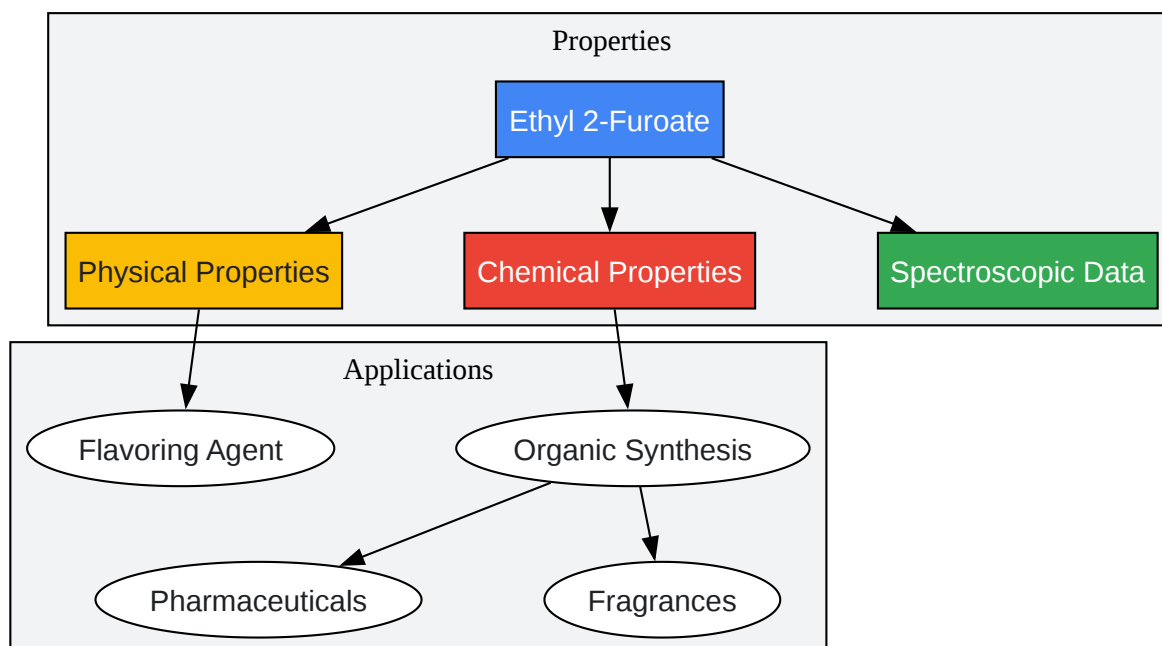 Properties
Ethyl 2-Furoate
Physical Properties
Chemical Properties
Spectroscopic Data
Applications
Flavoring Agent
Organic Synthesis
Pharmaceuticals
Fragrances